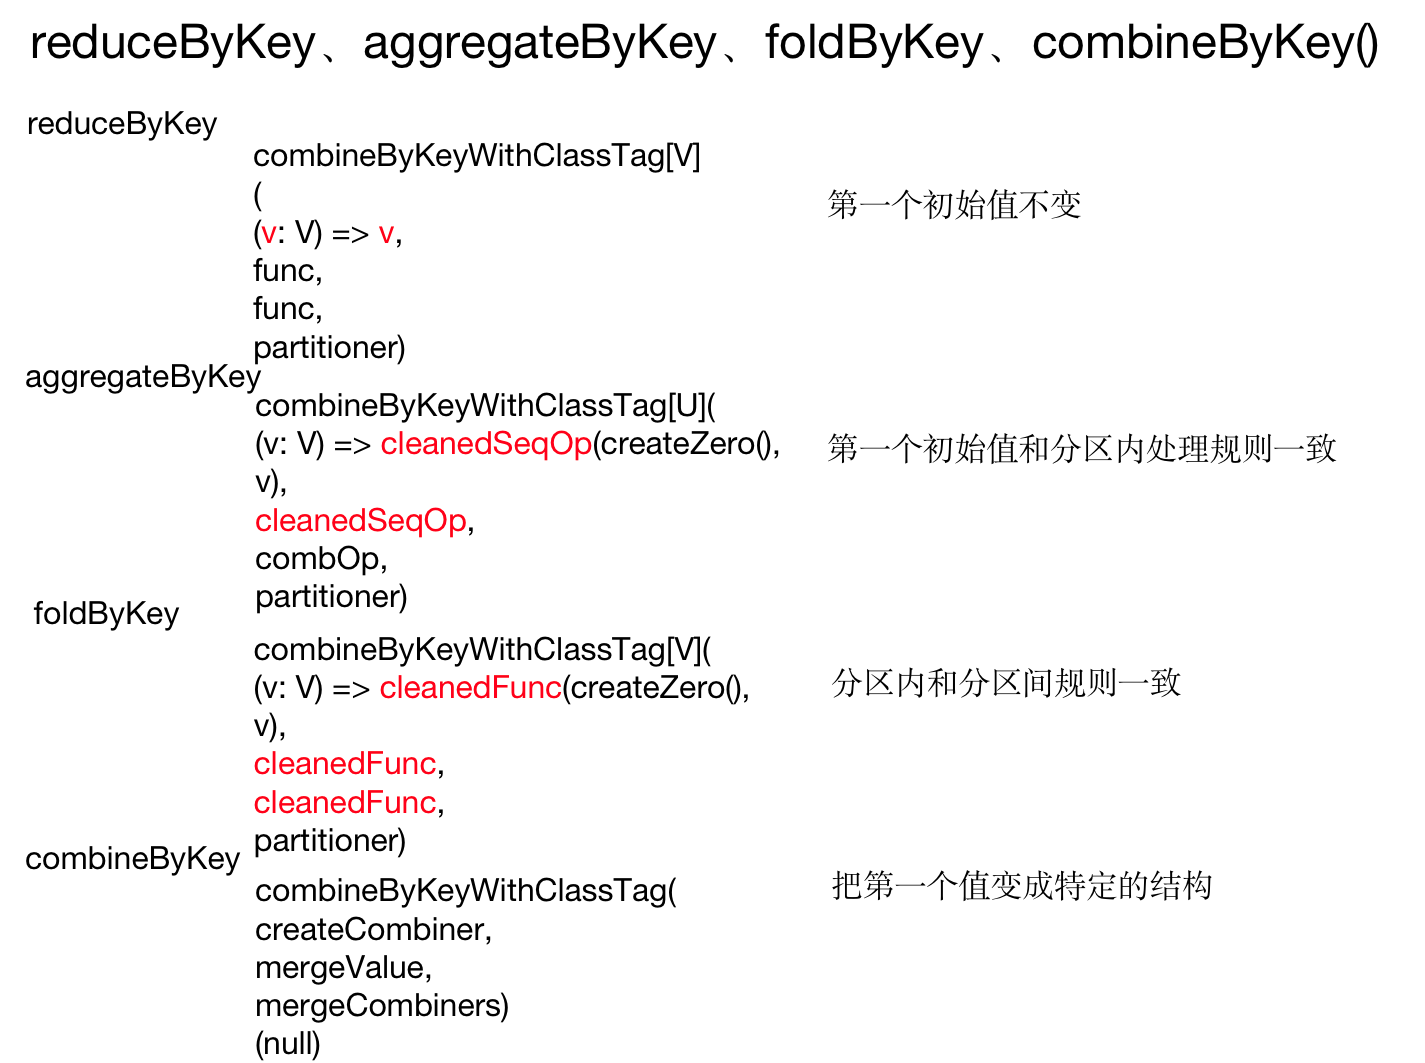 reduceByKey、aggregateByKey、foldByKey、combineByKey()
reduceByKey
combineByKeyWithClassTag[V]
(
(v: V) => v,
func,
func,
partitioner)
第一个初始值不变
aggregateByKey
combineByKeyWithClassTag[U](
(v: V) => cleanedSeqOp(createZero(),
v),
cleanedSeqOp,
combOp,
partitioner)
第一个初始值和分区内处理规则一致
foldByKey
combineByKeyWithClassTag[V](
(v: V) => cleanedFunc(createZero(),
v),
cleanedFunc,
cleanedFunc,
partitioner)
分区内和分区间规则一致
combineByKey
combineByKeyWithClassTag(
createCombiner,
mergeValue,
mergeCombiners)
(null)
把第一个值变成特定的结构